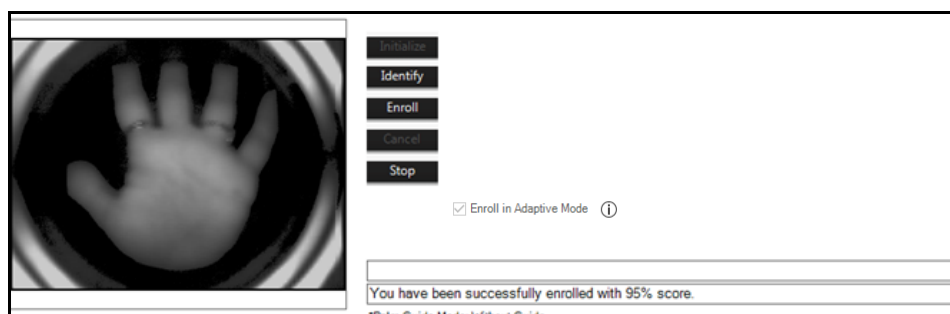 Initialize
Identify
Enroll
Cancel
Stop
Enroll in Adaptive Mode
You have been successfully enrolled with 95% score.